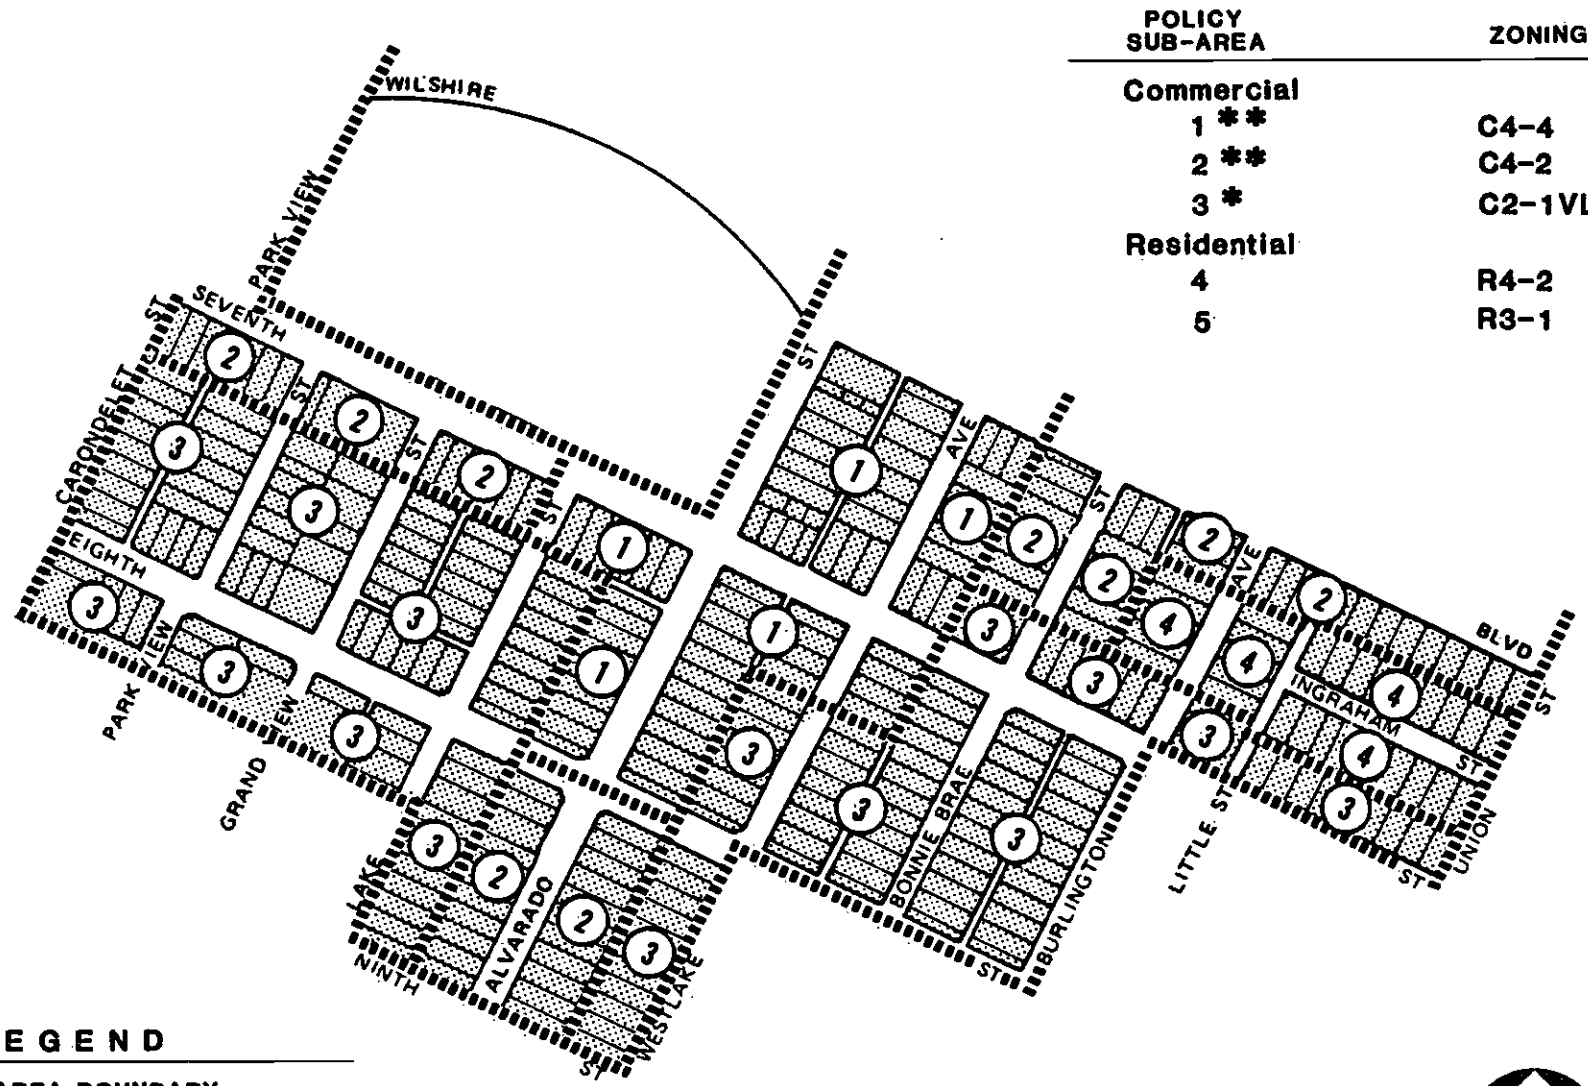 POLICY
SUB-AREA
ZONING
Commercial
1 ** C4-4
2 ** C4-2
3 *
Residential
4 R4-2
5 R3-1
WILSHIRE
PARK VIEW
ST
SEVENTH
ST
ST
ST
ST
AVE
ST
AVE
BLVD
ST
CARONDELET
EIGHTH
INGRAHAM
ST
PARK
VIEW
GRAND
VIEW
LAKE
ALVARADO
WESTLAKE
BONNIE BRAE
BURLINGTON
LITTLE ST
UNION
ST
NINTH
ST
ST
2
2
2
1
3
3
3
1
1
1
2
2
2
2
4
4
4
4
3
3
3
3
3
3
3
1
3
3
3
3
2
2
3